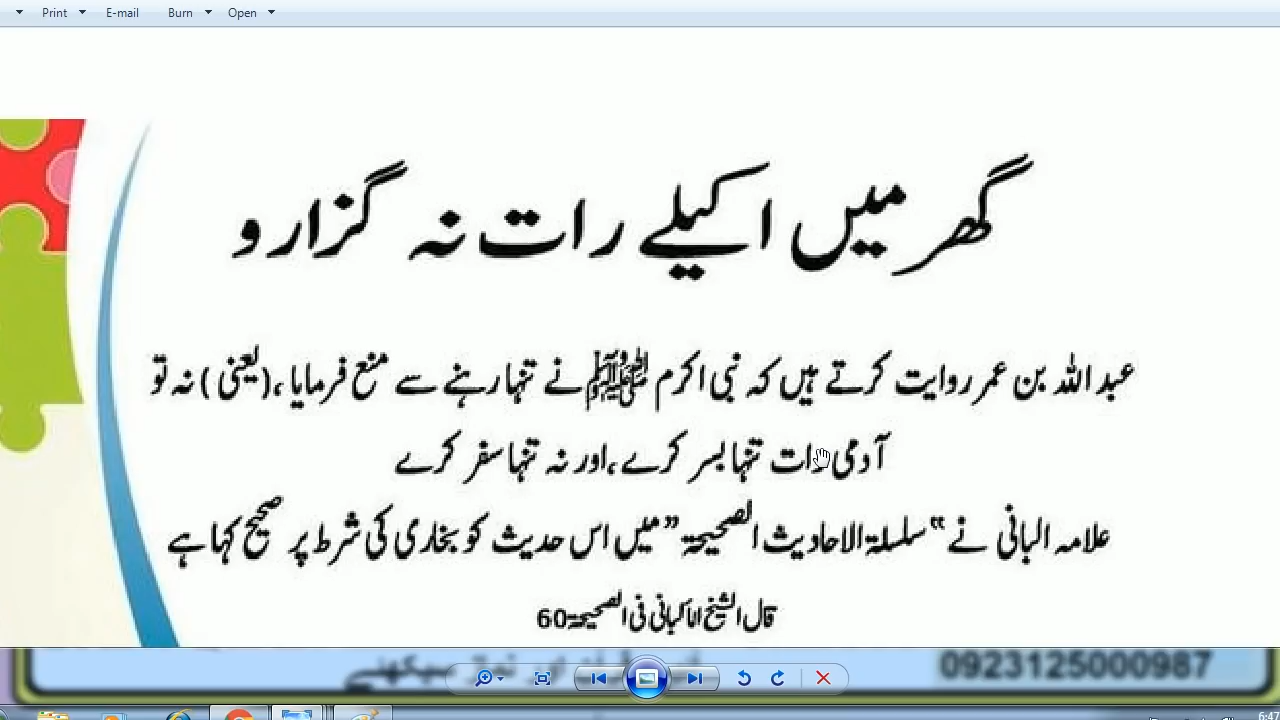 Print E-mail Burn Open
گھر میں اکیلے رات نہ گزارو
عبد اللہ بن عمر روایت کرتے ہیں کہ نبی اکرم ﷺ نے تنہا رہنے سے منع فرمایا ،(یعنی ) نہ تو
آدمی رات تنہا بسر کرے ،اور نہ تنہا سفر کرے
علامہ البانی نے “سلسلۃ الاحادیث الصحیحۃ ” میں اس حدیث کو بخاری کی شرط پر صحیح کہا ہے
قال الشیخ الألبانی فی الصحیحۃ 60
0923125000987